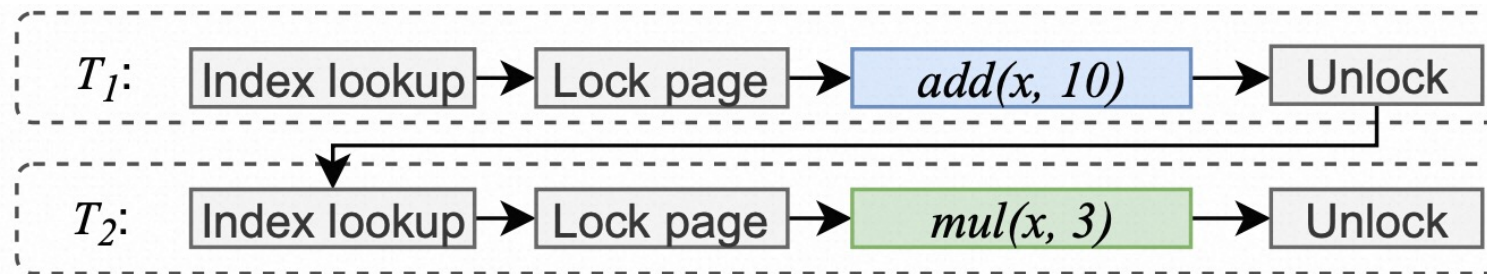 T1: Index lookup Lock page add(x, 10) Unlock
T2: Index lookup Lock page mul(x, 3) Unlock